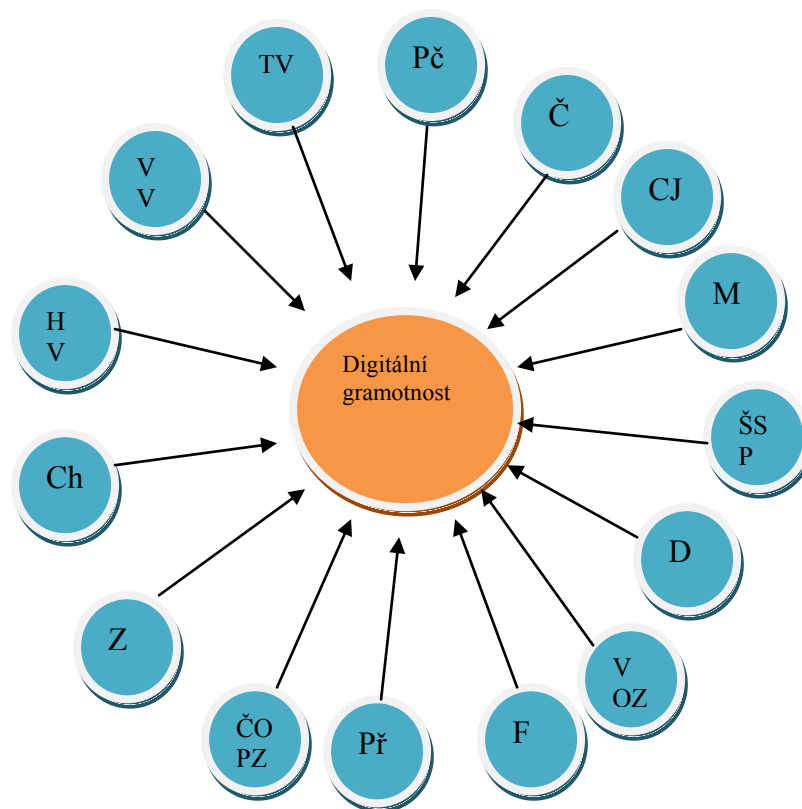 TV
Pč
Č
CJ
M
ŠS
P
D
V
OZ
F
Př
ČO
PZ
Z
Ch
H
V
V
V
Digitální
gramotnost